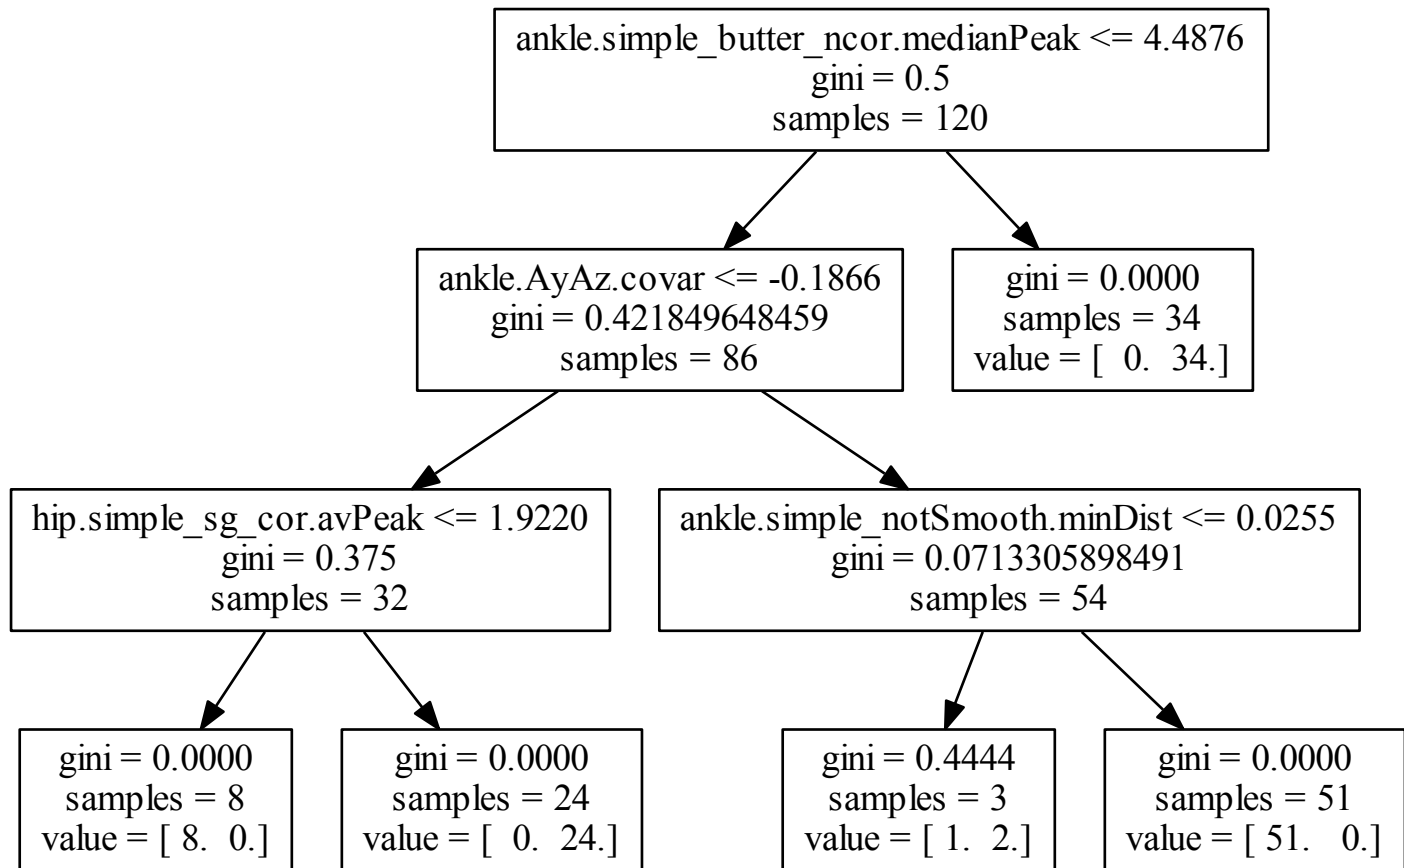 ankle.simple_butter_ncor.medianPeak <= 4.4876
gini = 0.5
samples = 120
ankle.AyAz.covar <= -0.1866
gini = 0.421849648459
samples = 86
gini = 0.0000
samples = 34
value = [  0.  34.]
hip.simple_sg_cor.avPeak <= 1.9220
gini = 0.375
samples = 32
ankle.simple_notSmooth.minDist <= 0.0255
gini = 0.0713305898491
samples = 54
gini = 0.0000
samples = 8
value = [ 8.  0.]
gini = 0.0000
samples = 24
value = [  0.  24.]
gini = 0.4444
samples = 3
value = [ 1.  2.]
gini = 0.0000
samples = 51
value = [ 51.   0.]